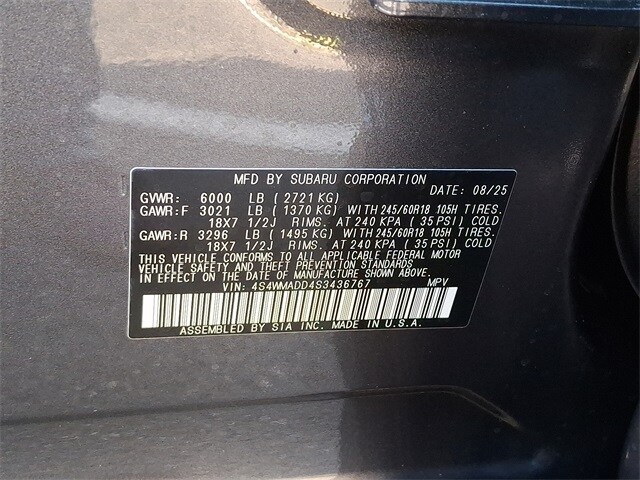 MFD BY SUBARU CORPORATION
DATE: 08/25
GVWR: 6000 LB ( 2721 KG)
GAWR:F 3021 LB ( 1370 KG) WITH 245/60R18 105H TIRES.
18X7 1/2J RIMS. AT 240 KPA ( 35 PSI) COLD
GAWR:R 3296 LB ( 1495 KG) WITH 245/60R18 105H TIRES.
18X7 1/2J RIMS. AT 240 KPA ( 35 PSI) COLD
THIS VEHICLE CONFORMS TO ALL APPLICABLE FEDERAL MOTOR
VEHICLE SAFETY AND THEFT PREVENTION STANDARDS
IN EFFECT ON THE DATE OF MANUFACTURE SHOWN ABOVE.
VIN: 4S4WMADD4S3436767 MPV
ASSEMBLED BY SIA INC. MADE IN U.S.A.